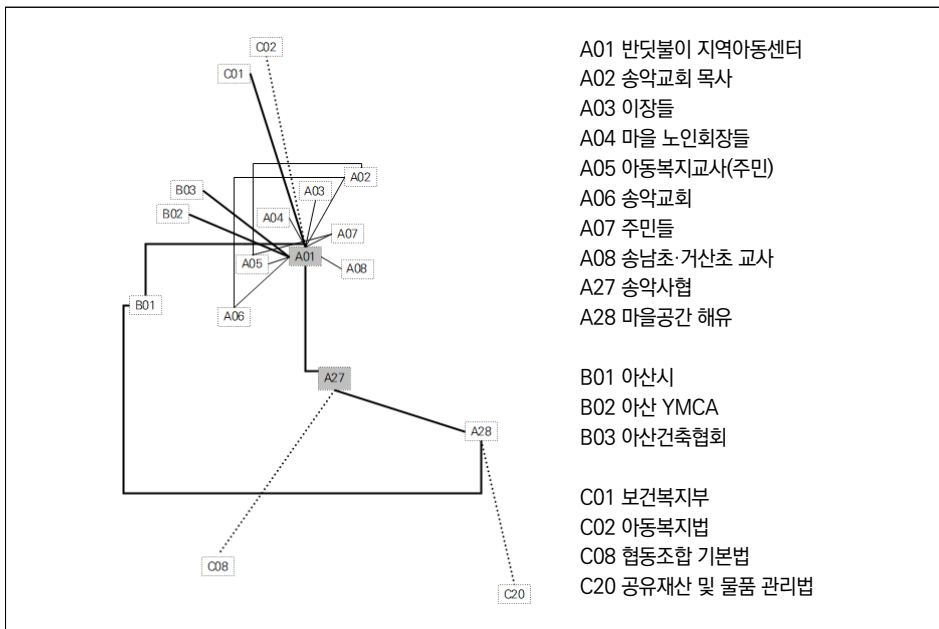 C02
C01
A02
B03
A03
B02
A04
A07
A01
A05
A08
B01
A06
A27
A28
C08
C20
A01 반딧불이 지역아동센터
A02 송악교회 목사
A03 이장들
A04 마을 노인회장들
A05 아동복지교사(주민)
A06 송악교회
A07 주민들
A08 송남초·거산초 교사
A27 송악사협
A28 마을공간 해유
B01 아산시
B02 아산 YMCA
B03 아산건축협회
C01 보건복지부
C02 아동복지법
C08 협동조합 기본법
C20 공유재산 및 물품 관리법